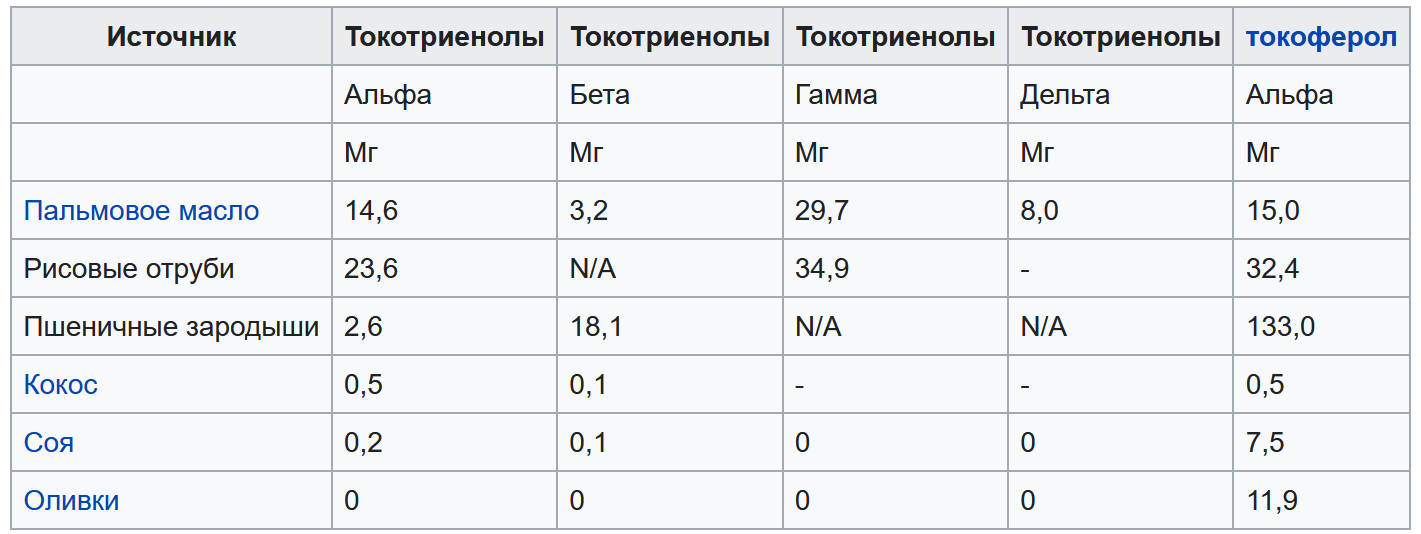 Источник Токотриенолы Токотриенолы Токотриенолы Токотриенолы токоферол
Альфа Бета Гамма Дельта Альфа
Мг Мг Мг Мг Мг
Пальмовое масло 14,6 3,2 29,7 8,0 15,0
Рисовые отруби 23,6 N/A 34,9 - 32,4
Пшеничные зародыши 2,6 18,1 N/A N/A 133,0
Кокос 0,5 0,1 - - 0,5
Соя 0,2 0,1 0 0 7,5
Оливки 0 0 0 0 11,9